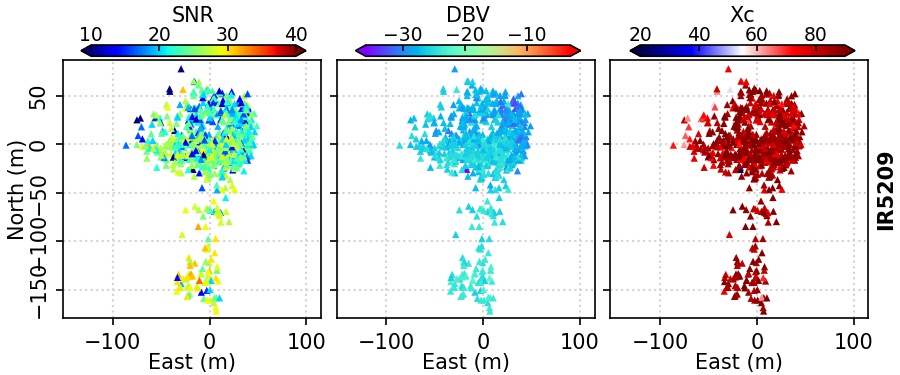 SNR DBV Xc
10 20 30 40 −30 −20 −10 20 40 60 80
50
0
−50
−100
−150
North (m)
−100 0 100 −100 0 100 −100 0 100
East (m) East (m) East (m)
IR5209